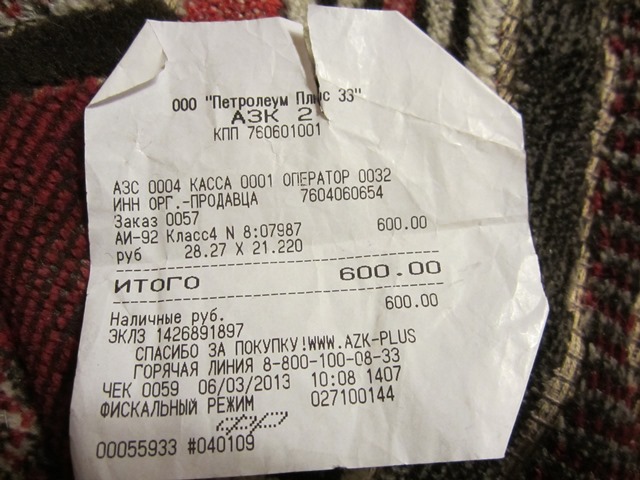 ООО "Петролеум Плюс 33"
АЗК 2
КПП 760601001
АЗС 0004 КАССА 0001 ОПЕРАТОР 0032
ИНН ОРГ.-ПРОДАВЦА 7604060654
Заказ 0057
АИ-92 Класс4 N 8:07987 600.00
руб 28.27 X 21.220
ИТОГО 600.00
Наличные руб. 600.00
ЭКЛЗ 1426891897
СПАСИБО ЗА ПОКУПКУ!WWW.AZK-PLUS
ГОРЯЧАЯ ЛИНИЯ 8-800-100-08-33
ЧЕК 0059 06/03/2013 10:08 1407
ФИСКАЛЬНЫЙ РЕЖИМ 027100144
00055933 #040109